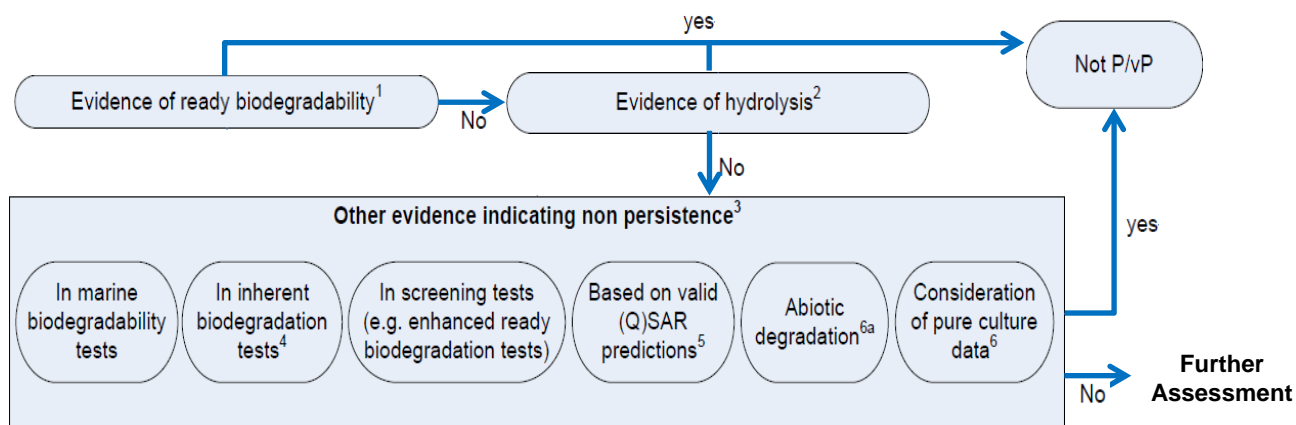 yes
Not P/vP
Evidence of ready biodegradability1
No
Evidence of hydrolysis2
No
Other evidence indicating non persistence3
yes
In marine
biodegradability
tests
In inherent
biodegradation
tests4
In screening tests
(e.g. enhanced ready
biodegradation tests)
Based on valid
(Q)SAR
predictions5
Abiotic
degradation6a
Consideration
of pure culture
data6
No
Further
Assessment